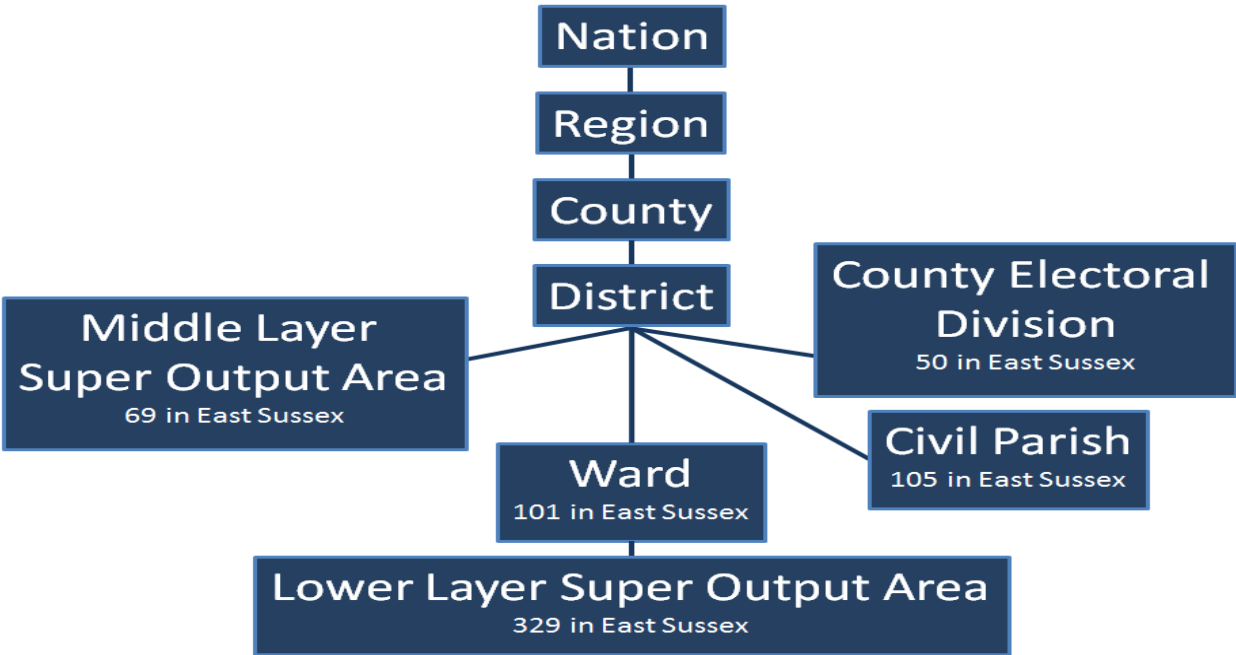 Nation
Region
County
District
County Electoral
Division
50 in East Sussex
Middle Layer
Super Output Area
69 in East Sussex
Civil Parish
105 in East Sussex
Ward
101 in East Sussex
Lower Layer Super Output Area
329 in East Sussex